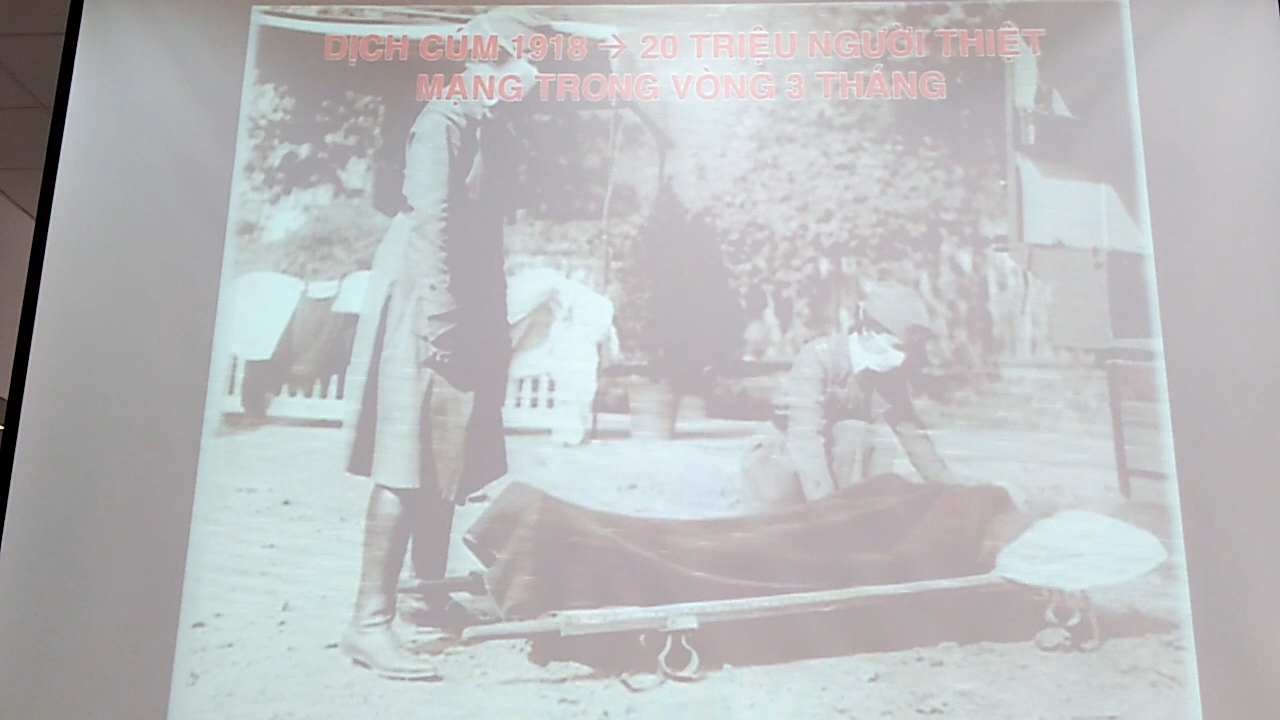 DỊCH CÚM 1918 → 20 TRIỆU NGƯỜI THIỆT
MẠNG TRONG VÒNG 3 THÁNG